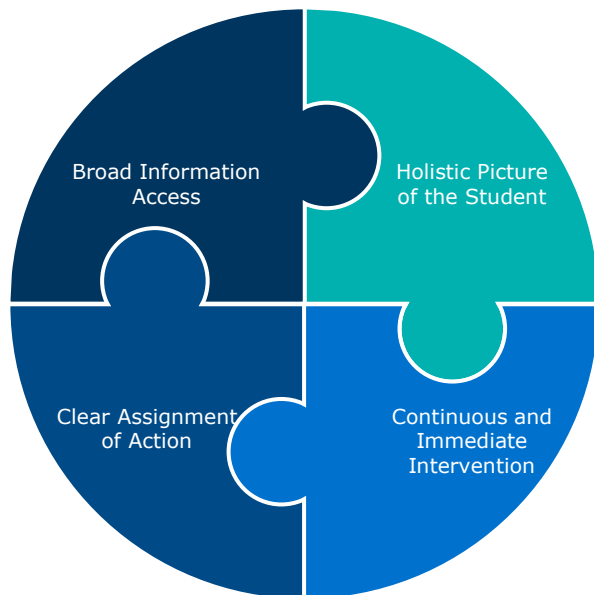 Broad Information
Access
Holistic Picture
of the Student
Clear Assignment
of Action
Continuous and
Immediate
Intervention